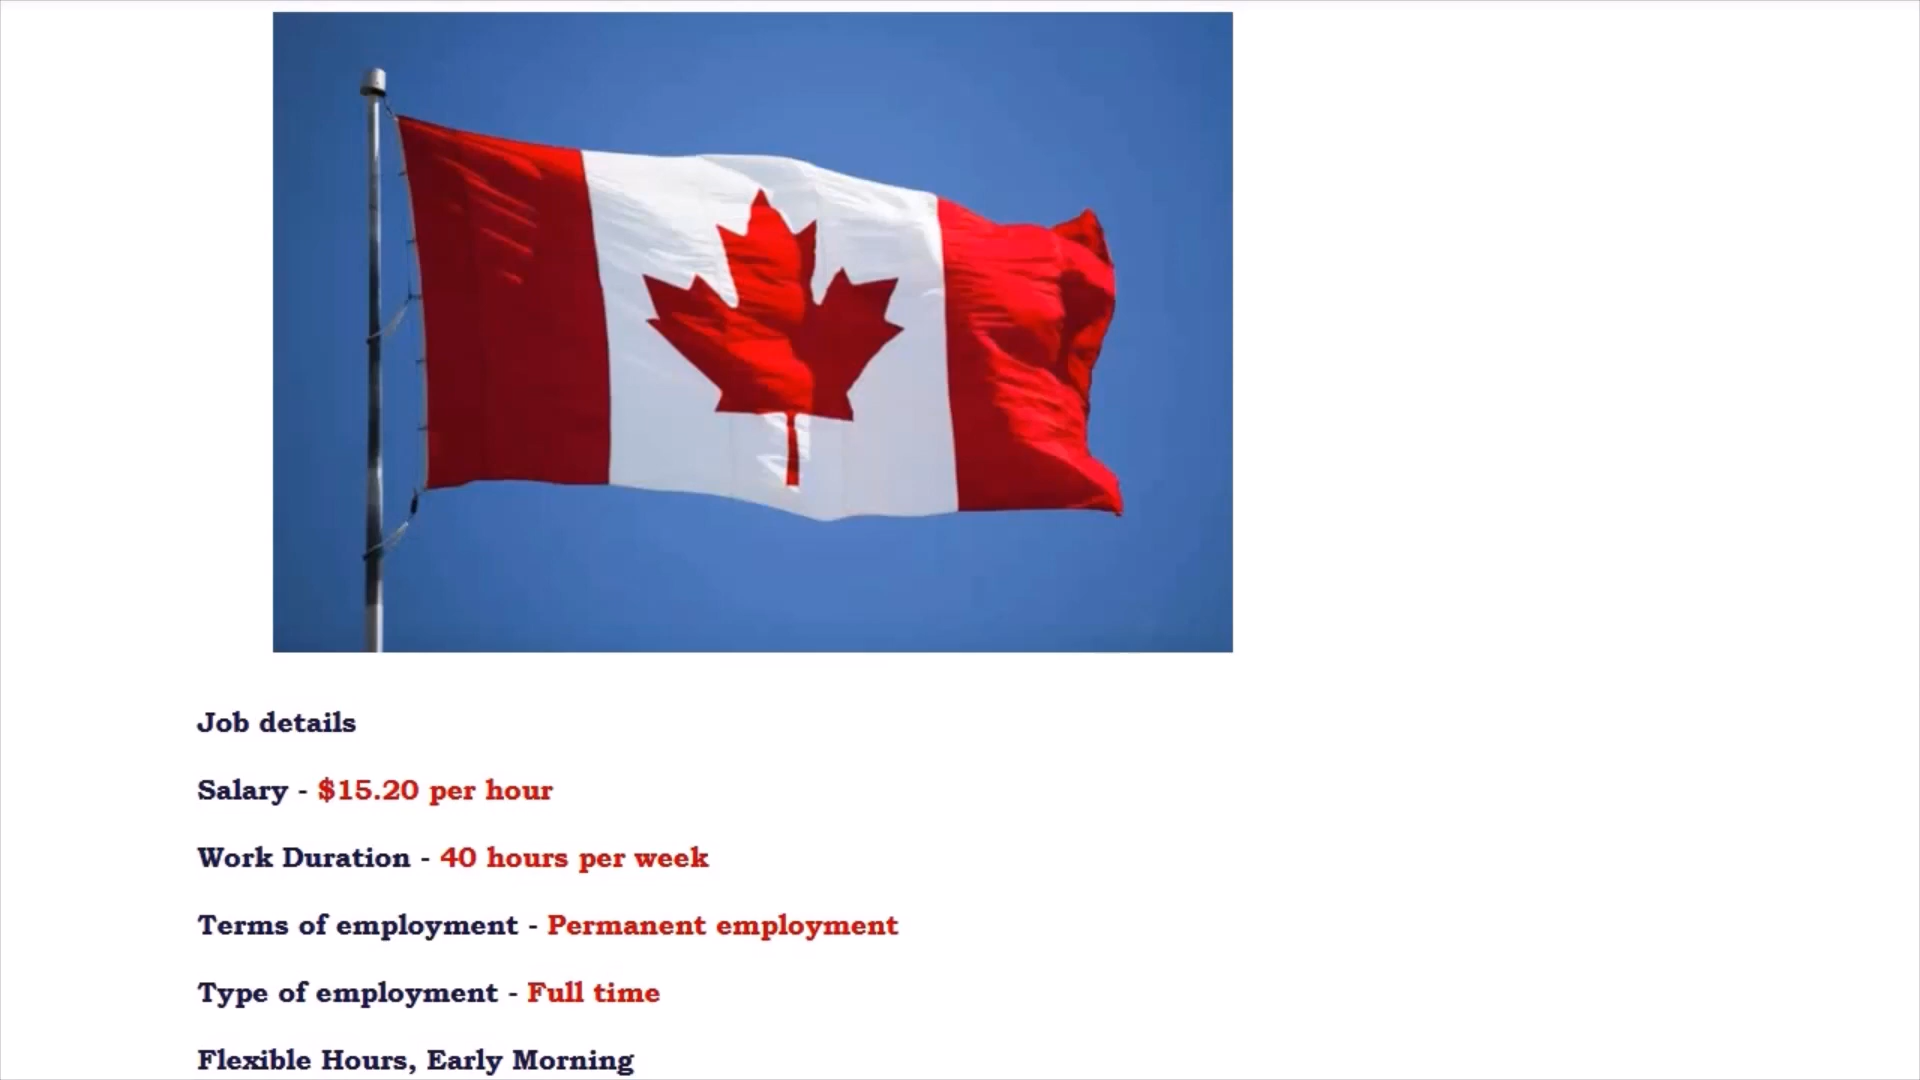 Job details
Salary - $15.20 per hour
Work Duration - 40 hours per week
Terms of employment - Permanent employment
Type of employment - Full time
Flexible Hours, Early Morning